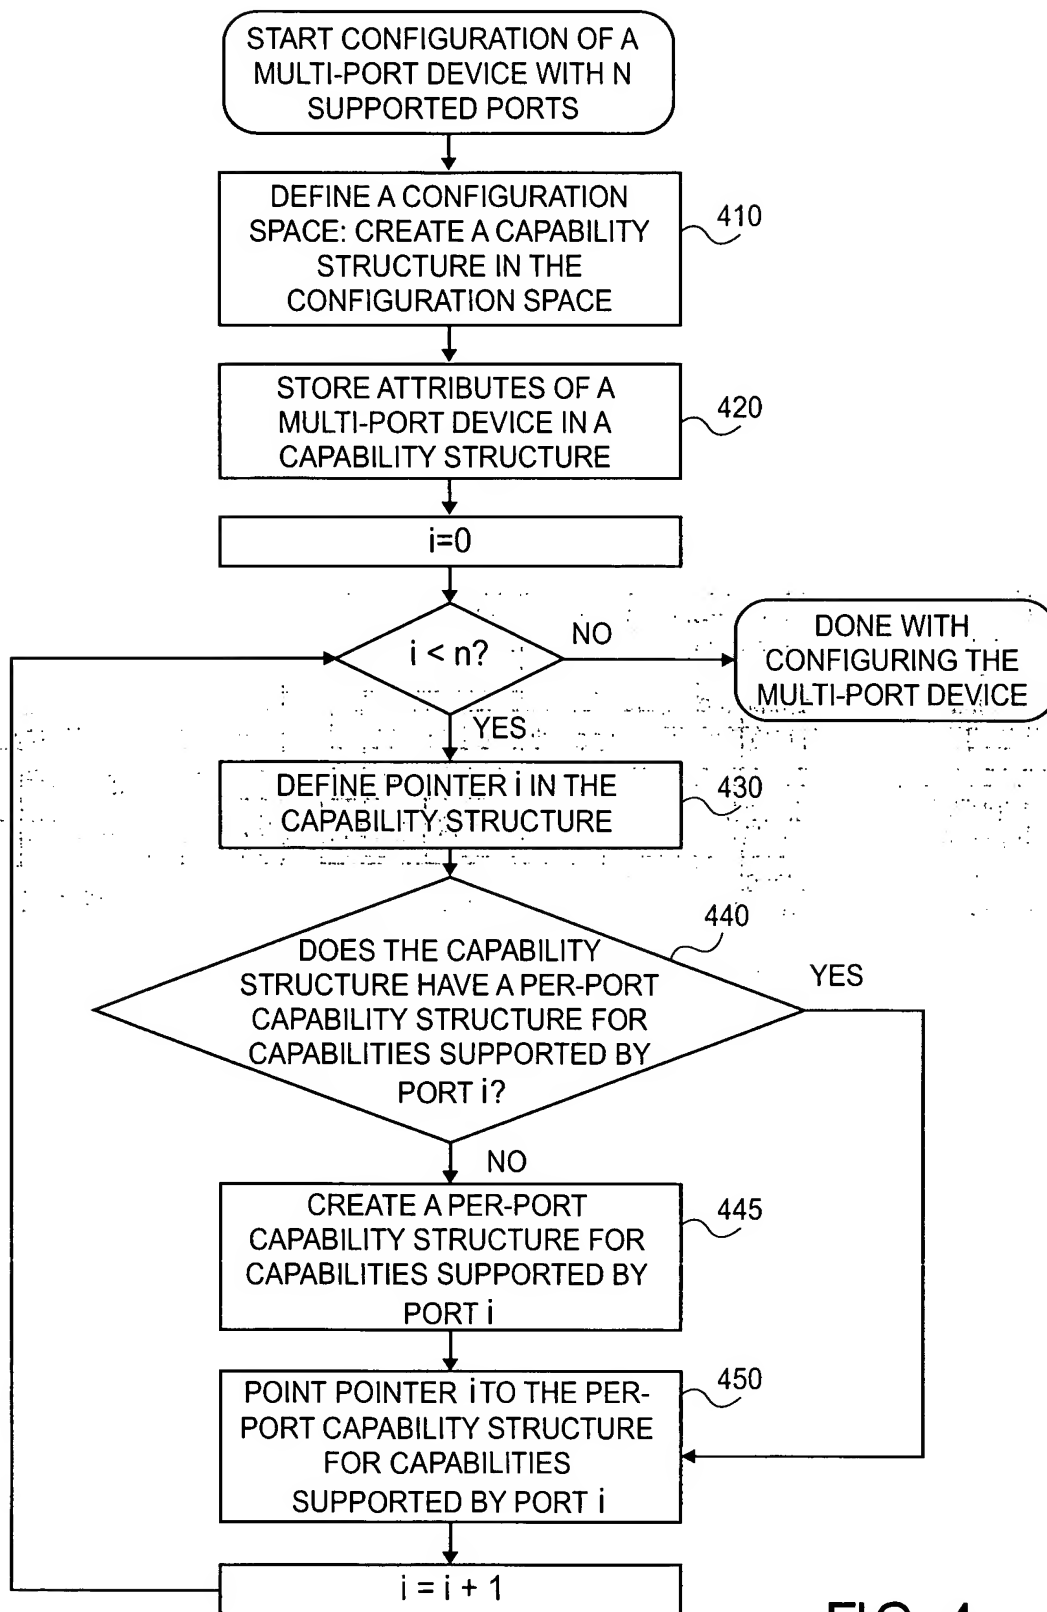 START CONFIGURATION OF A
MULTI-PORT DEVICE WITH N
SUPPORTED PORTS
DEFINE A CONFIGURATION
SPACE: CREATE A CAPABILITY
STRUCTURE IN THE
CONFIGURATION SPACE
410
STORE ATTRIBUTES OF A
MULTI-PORT DEVICE IN A
CAPABILITY STRUCTURE
420
i=0
i < n?
NO
DONE WITH
CONFIGURING THE
MULTI-PORT DEVICE
YES
DEFINE POINTER i IN THE
CAPABILITY STRUCTURE
430
DOES THE CAPABILITY
STRUCTURE HAVE A PER-PORT
CAPABILITY STRUCTURE FOR
CAPABILITIES SUPPORTED BY
PORT i?
440
YES
NO
CREATE A PER-PORT
CAPABILITY STRUCTURE FOR
CAPABILITIES SUPPORTED BY
PORT i
445
POINT POINTER i TO THE PER-
PORT CAPABILITY STRUCTURE
FOR CAPABILITIES
SUPPORTED BY PORT i
450
i = i + 1
FIG. 4